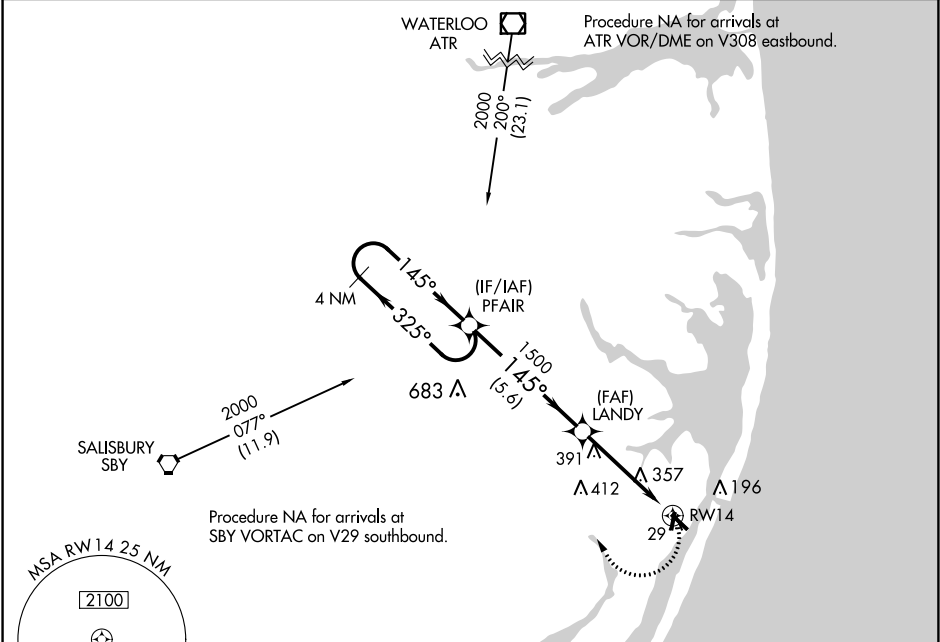 WATERLOO
ATR
Procedure NA for arrivals at
ATR VOR/DME on V308 eastbound.
2000
200°
(23.1)
145°
4 NM
325°
(IF/IAF)
PFAIR
1500
145°
(5.6)
683
(FAF)
LANDY
2000
077°
(11.9)
SALISBURY
SBY
391
357
412
196
RW14
29
Procedure NA for arrivals at
SBY VORTAC on V29 southbound.
MSA RW14 25 NM
2100